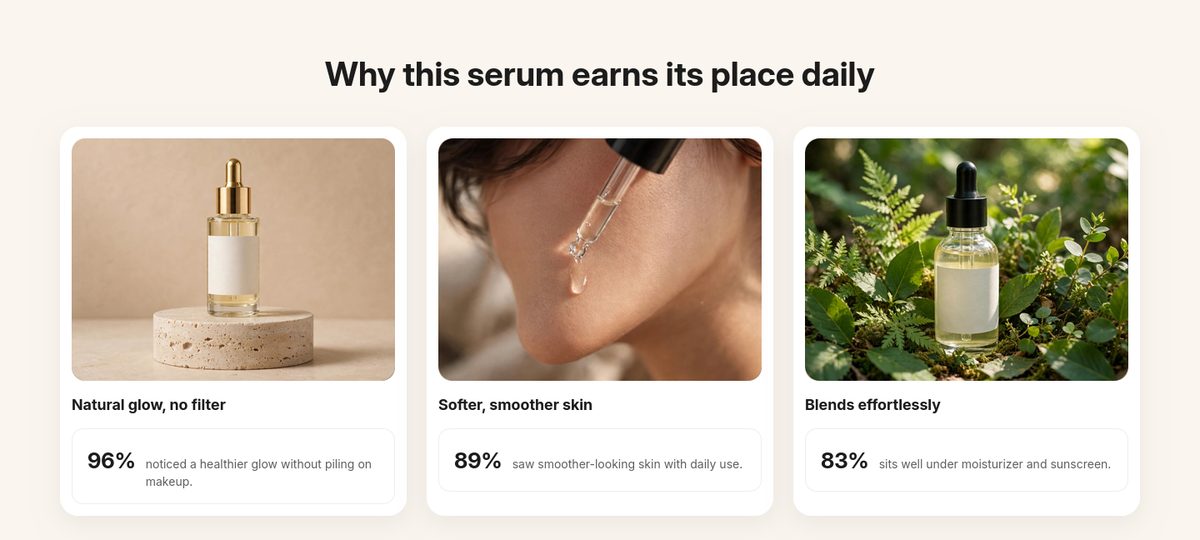 Why this serum earns its place daily
Natural glow, no filter
96% noticed a healthier glow without piling on
makeup.
Softer, smoother skin
89% saw smoother-looking skin with daily use.
Blends effortlessly
83% sits well under moisturizer and sunscreen.